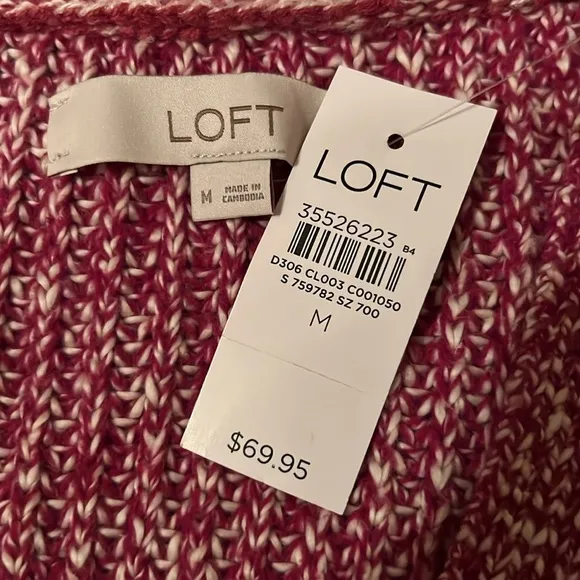 LOFT
M
MADE IN
CAMBODIA
LOFT
35526223 B4
D306 CL003 C001050
S 759782 SZ 700
M
$69.95